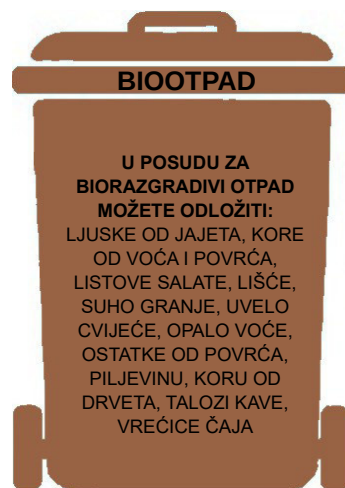 BIOOTPAD
U POSUDU ZA
BIORAZGRADIVI OTPAD
MOŽETE ODLOŽITI:
LJUSKE OD JAJETA, KORE
OD VOĆA I POVRĆA,
LISTOVE SALATE, LIŠĆE,
SUHO GRANJE, UVELO
CVIJEĆE, OPALO VOĆE,
OSTATKE OD POVRĆA,
PILJEVINU, KORU OD
DRVETA, TALOZI KAVE,
VREĆICE ČAJA